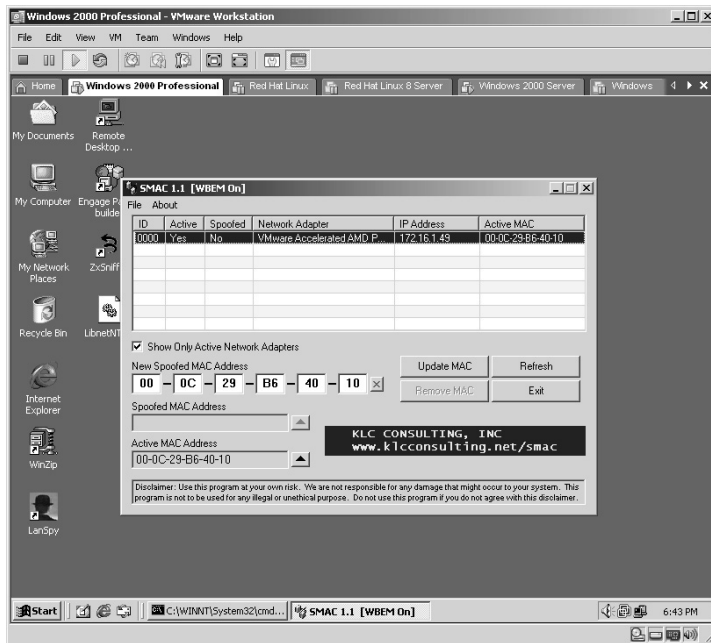 Windows 2000 Professional - VMware Workstation
File Edit View VM Team Windows Help
Home Windows 2000 Professional Red Hat Linux Red Hat Linux 8 Server Windows 2000 Server Windows
My Documents
Remote Desktop ...
My Computer
Engage Pa builde
My Network Places
ZxSniff
Recycle Bin
LibnetNT
Internet Explorer
WinZip
LanSpy
SMAC 1.1 [WBEM On]
File About
ID Active Spoofed Network Adapter IP Address Active MAC
0000 Yes No VMware Accelerated AMD P... 172.16.1.49 00-0C-29-B6-40-10
Show Only Active Network Adapters
New Spoofed MAC Address
00 - 0C - 29 - B6 - 40 - 10
Update MAC Refresh
Remove MAC Exit
Spoofed MAC Address
Active MAC Address
00-0C-29-B6-40-10
KLC CONSULTING, INC
www.klcconsulting.net/smac
Disclaimer: Use this program at your own risk. We are not responsible for any damage that might occur to your system. This
program is not to be used for any illegal or unethical purpose. Do not use this program if you do not agree with this disclaimer.
Start C:\WINNT\System32\cmd... SMAC 1.1 [WBEM On] 6:43 PM